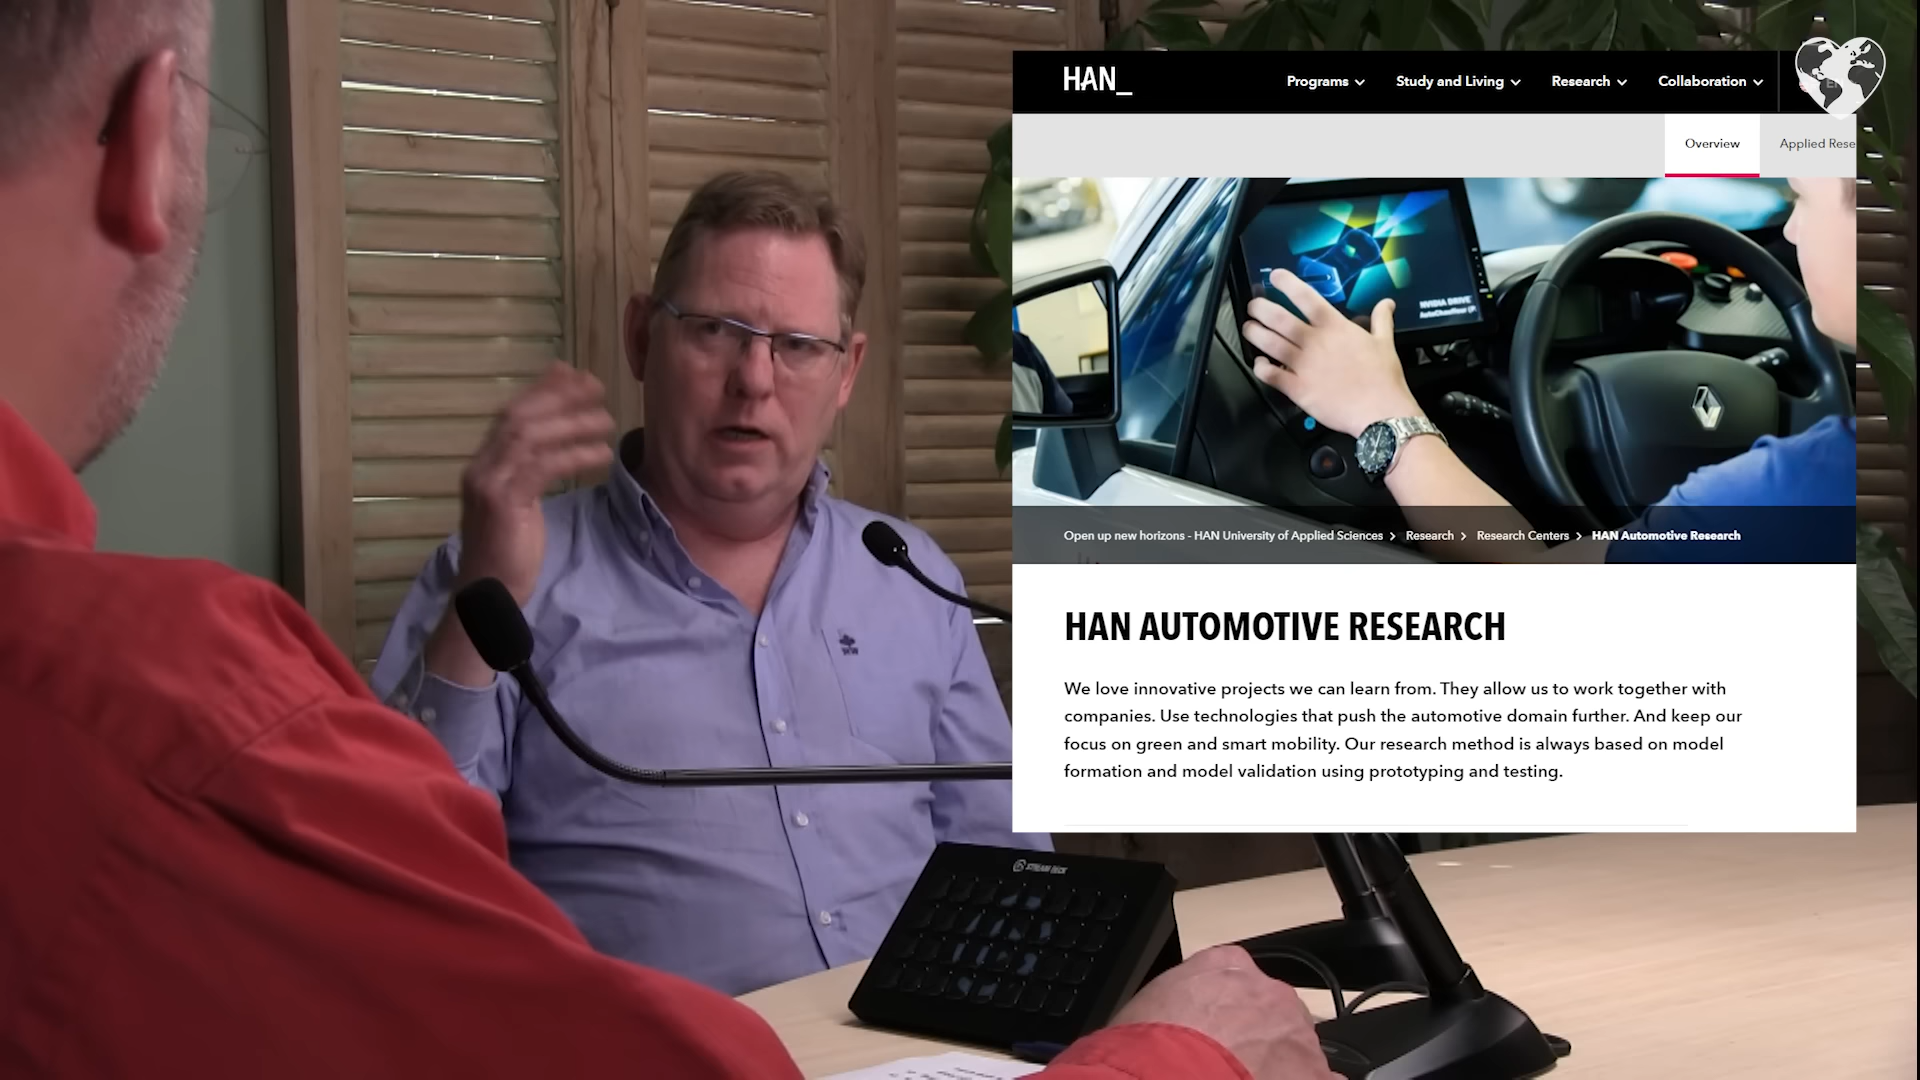 HAN_
Programs Study and Living Research Collaboration
Overview Applied Rese
NVIDIA DRIVE
Open up new horizons - HAN University of Applied Sciences > Research > Research Centers > HAN Automotive Research
HAN AUTOMOTIVE RESEARCH
We love innovative projects we can learn from. They allow us to work together with
companies. Use technologies that push the automotive domain further. And keep our
focus on green and smart mobility. Our research method is always based on model
formation and model validation using prototyping and testing.
STREAM DECK